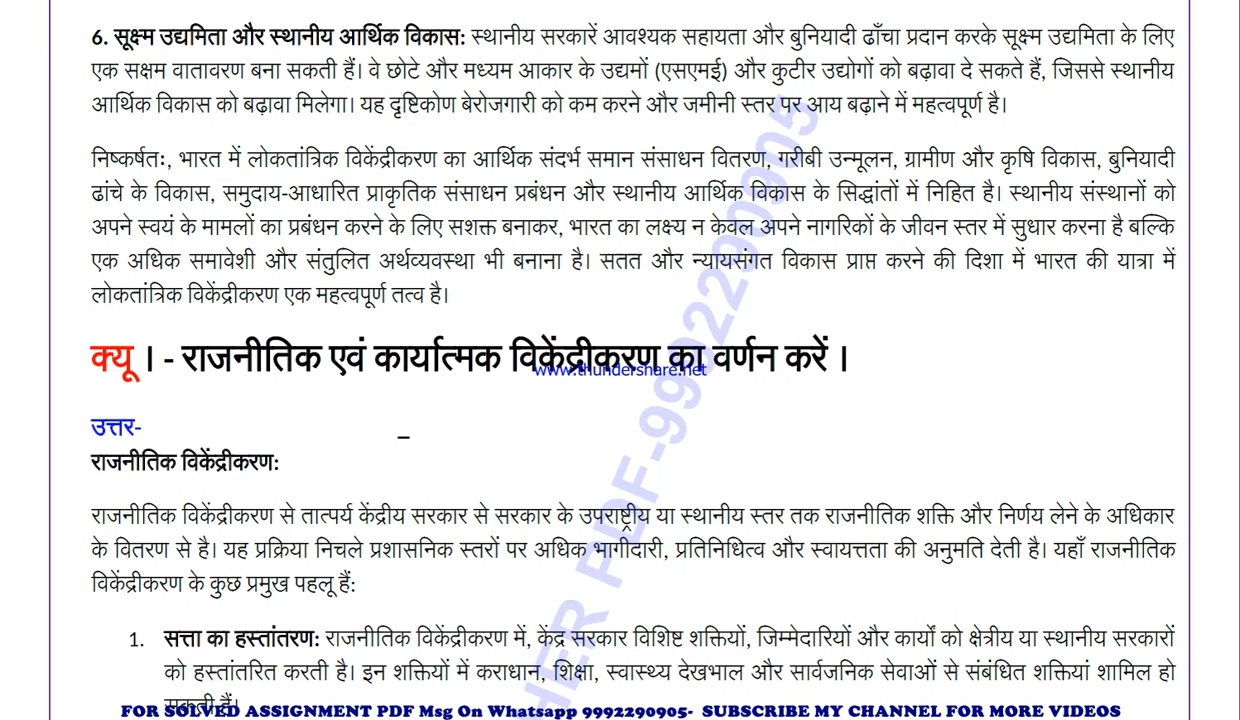 6. सूक्ष्म उद्यमिता और स्थानीय आर्थिक विकास: स्थानीय सरकारें आवश्यक सहायता और बुनियादी ढाँचा प्रदान करके सूक्ष्म उद्यमिता के लिए
एक सक्षम वातावरण बना सकती हैं। वे छोटे और मध्यम आकार के उद्यमों (एसएमई) और कुटीर उद्योगों को बढ़ावा दे सकते हैं, जिससे स्थानीय
आर्थिक विकास को बढ़ावा मिलेगा। यह दृष्टिकोण बेरोजगारी को कम करने और जमीनी स्तर पर आय बढ़ाने में महत्वपूर्ण है।
निष्कर्षतः, भारत में लोकतांत्रिक विकेंद्रीकरण का आर्थिक संदर्भ समान संसाधन वितरण, गरीबी उन्मूलन, ग्रामीण और कृषि विकास, बुनियादी
ढांचे के विकास, समुदाय-आधारित प्राकृतिक संसाधन प्रबंधन और स्थानीय आर्थिक विकास के सिद्धांतों में निहित है। स्थानीय संस्थानों को
अपने स्वयं के मामलों का प्रबंधन करने के लिए सशक्त बनाकर, भारत का लक्ष्य न केवल अपने नागरिकों के जीवन स्तर में सुधार करना है बल्कि
एक अधिक समावेशी और संतुलित अर्थव्यवस्था भी बनाना है। सतत और न्यायसंगत विकास प्राप्त करने की दिशा में भारत की यात्रा में
लोकतांत्रिक विकेंद्रीकरण एक महत्वपूर्ण तत्व है।
क्यू । - राजनीतिक एवं कार्यात्मक विकेंद्रीकरण का वर्णन करें ।
www.thundershare.net
उत्तर-
–
राजनीतिक विकेंद्रीकरण:
राजनीतिक विकेंद्रीकरण से तात्पर्य केंद्रीय सरकार से सरकार के उपराष्ट्रीय या स्थानीय स्तर तक राजनीतिक शक्ति और निर्णय लेने के अधिकार
के वितरण से है। यह प्रक्रिया निचले प्रशासनिक स्तरों पर अधिक भागीदारी, प्रतिनिधित्व और स्वायत्तता की अनुमति देती है। यहाँ राजनीतिक
विकेंद्रीकरण के कुछ प्रमुख पहलू हैं:
1. सत्ता का हस्तांतरण: राजनीतिक विकेंद्रीकरण में, केंद्र सरकार विशिष्ट शक्तियों, जिम्मेदारियों और कार्यों को क्षेत्रीय या स्थानीय सरकारों
को हस्तांतरित करती है। इन शक्तियों में कराधान, शिक्षा, स्वास्थ्य देखभाल और सार्वजनिक सेवाओं से संबंधित शक्तियां शामिल हो
सकती हैं।
FOR SOLVED ASSIGNMENT PDF Msg On Whatsapp 9992290905- SUBSCRIBE MY CHANNEL FOR MORE VIDEOS
HER PDF-9992290905